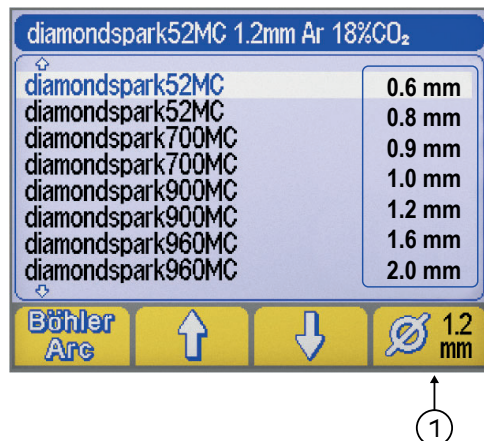 diamondspark52MC 1.2mm Ar 18%CO₂
diamondspark52MC
diamondspark52MC
diamondspark700MC
diamondspark700MC
diamondspark900MC
diamondspark900MC
diamondspark960MC
diamondspark960MC
0.6 mm
0.8 mm
0.9 mm
1.0 mm
1.2 mm
1.6 mm
2.0 mm
Böhler
Arc
Ø 1.2
mm
1